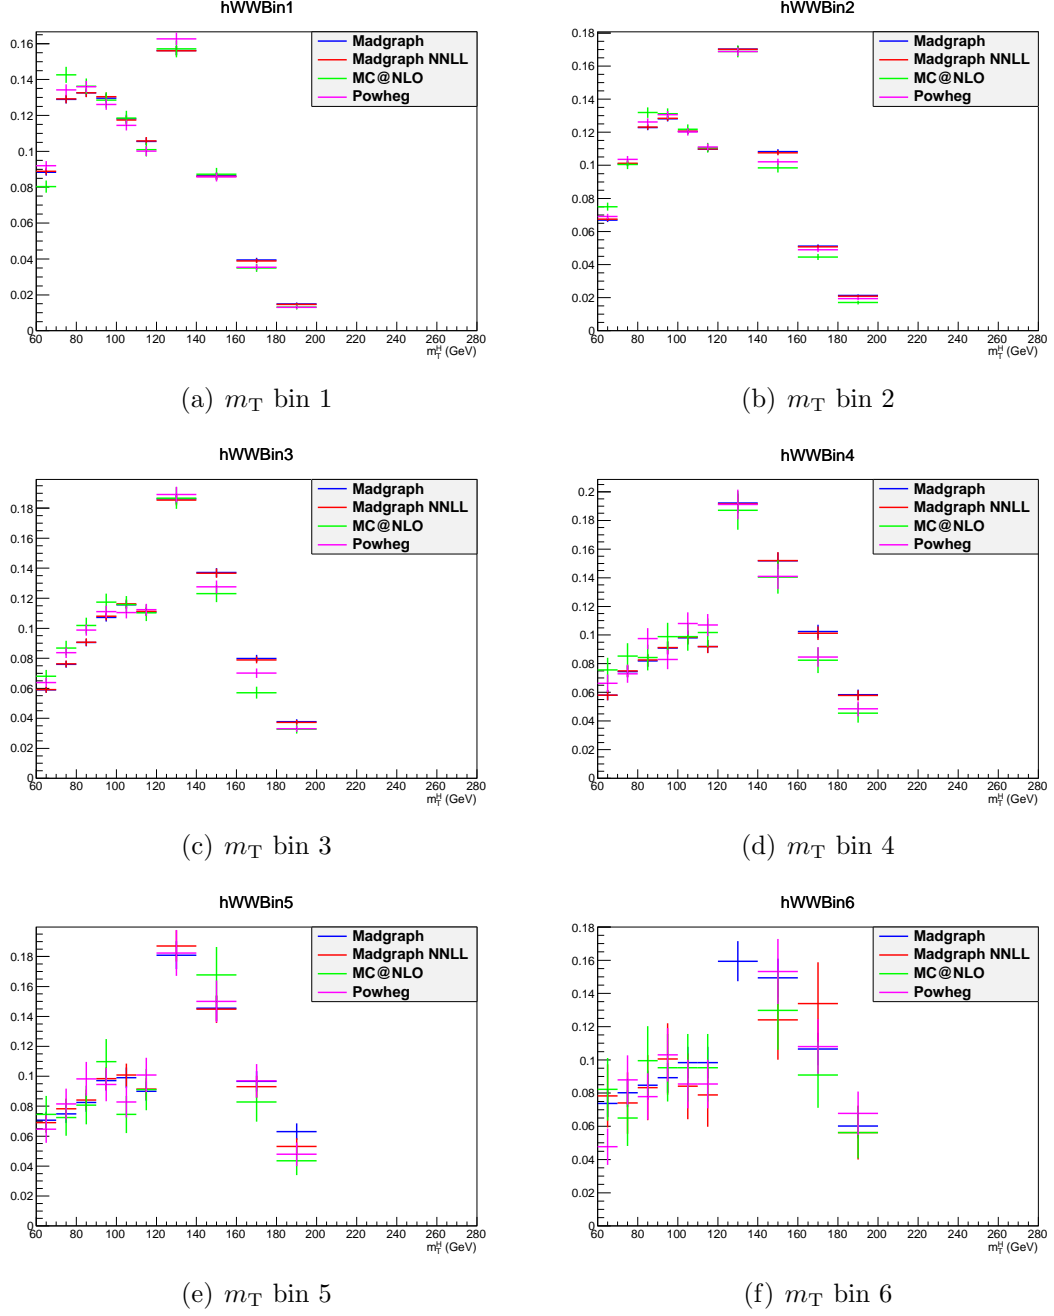 hWWBin1
0.16
0.14
0.12
0.1
0.08
0.06
0.04
0.02
0
60 80 100 120 140 160 180 200 220 240 260 280
m_T^H (GeV)
Madgraph
Madgraph NNLL
MC@NLO
Powheg
(a) m_T bin 1
hWWBin2
0.18
0.16
0.14
0.12
0.1
0.08
0.06
0.04
0.02
0
60 80 100 120 140 160 180 200 220 240 260 280
m_T^H (GeV)
Madgraph
Madgraph NNLL
MC@NLO
Powheg
(b) m_T bin 2
hWWBin3
0.18
0.16
0.14
0.12
0.1
0.08
0.06
0.04
0.02
0
60 80 100 120 140 160 180 200 220 240 260 280
m_T^H (GeV)
Madgraph
Madgraph NNLL
MC@NLO
Powheg
(c) m_T bin 3
hWWBin4
0.2
0.18
0.16
0.14
0.12
0.1
0.08
0.06
0.04
0.02
0
60 80 100 120 140 160 180 200 220 240 260 280
m_T^H (GeV)
Madgraph
Madgraph NNLL
MC@NLO
Powheg
(d) m_T bin 4
hWWBin5
0.18
0.16
0.14
0.12
0.1
0.08
0.06
0.04
0.02
0
60 80 100 120 140 160 180 200 220 240 260 280
m_T^H (GeV)
Madgraph
Madgraph NNLL
MC@NLO
Powheg
(e) m_T bin 5
hWWBin6
0.18
0.16
0.14
0.12
0.1
0.08
0.06
0.04
0.02
0
60 80 100 120 140 160 180 200 220 240 260 280
m_T^H (GeV)
Madgraph
Madgraph NNLL
MC@NLO
Powheg
(f) m_T bin 6